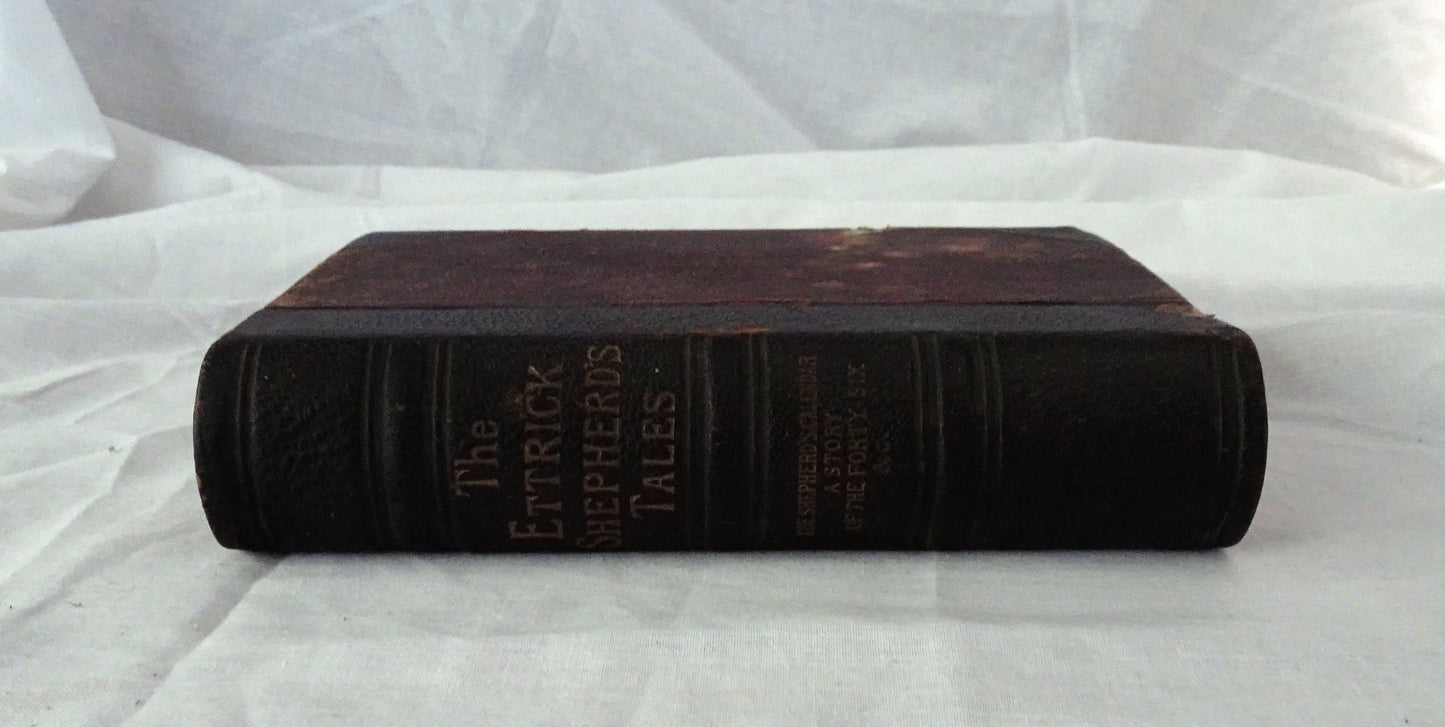 The
ETTRICK
SHEPHERD'S
TALES
THE SHEPHERD'S CALENDAR
A STORY
OF THE FORTY SIX
&c.